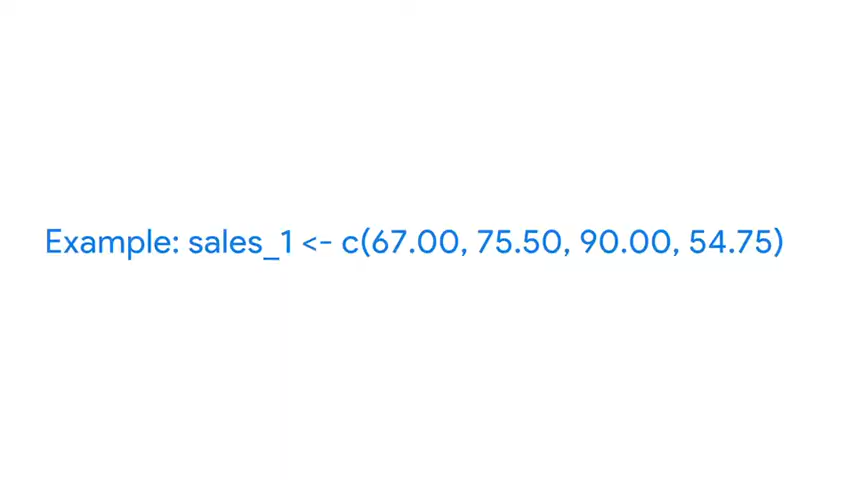 Example: sales_1 <- c(67.00, 75.50, 90.00, 54.75)